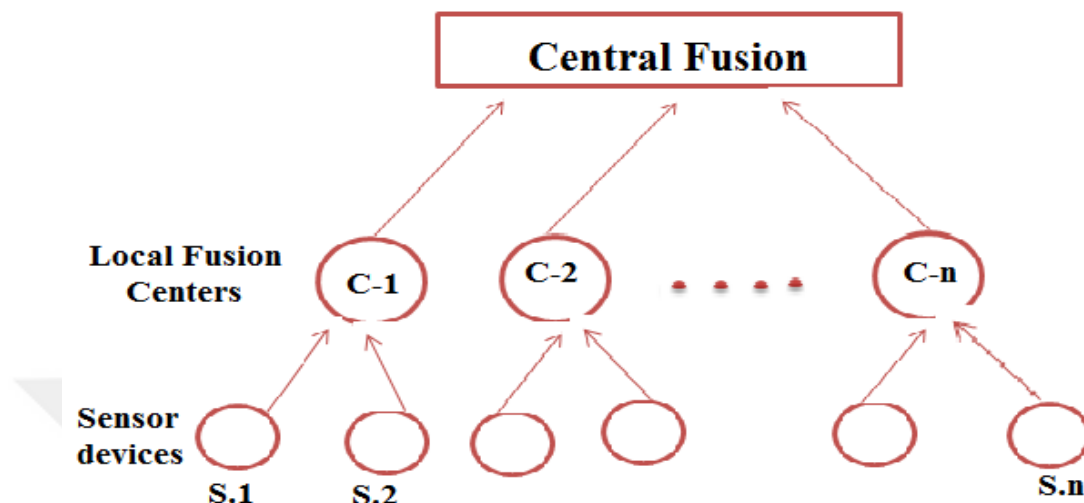 Central Fusion
Local Fusion
Centers
C-1
C-2
C-n
Sensor
devices
S.1
S.2
S.n